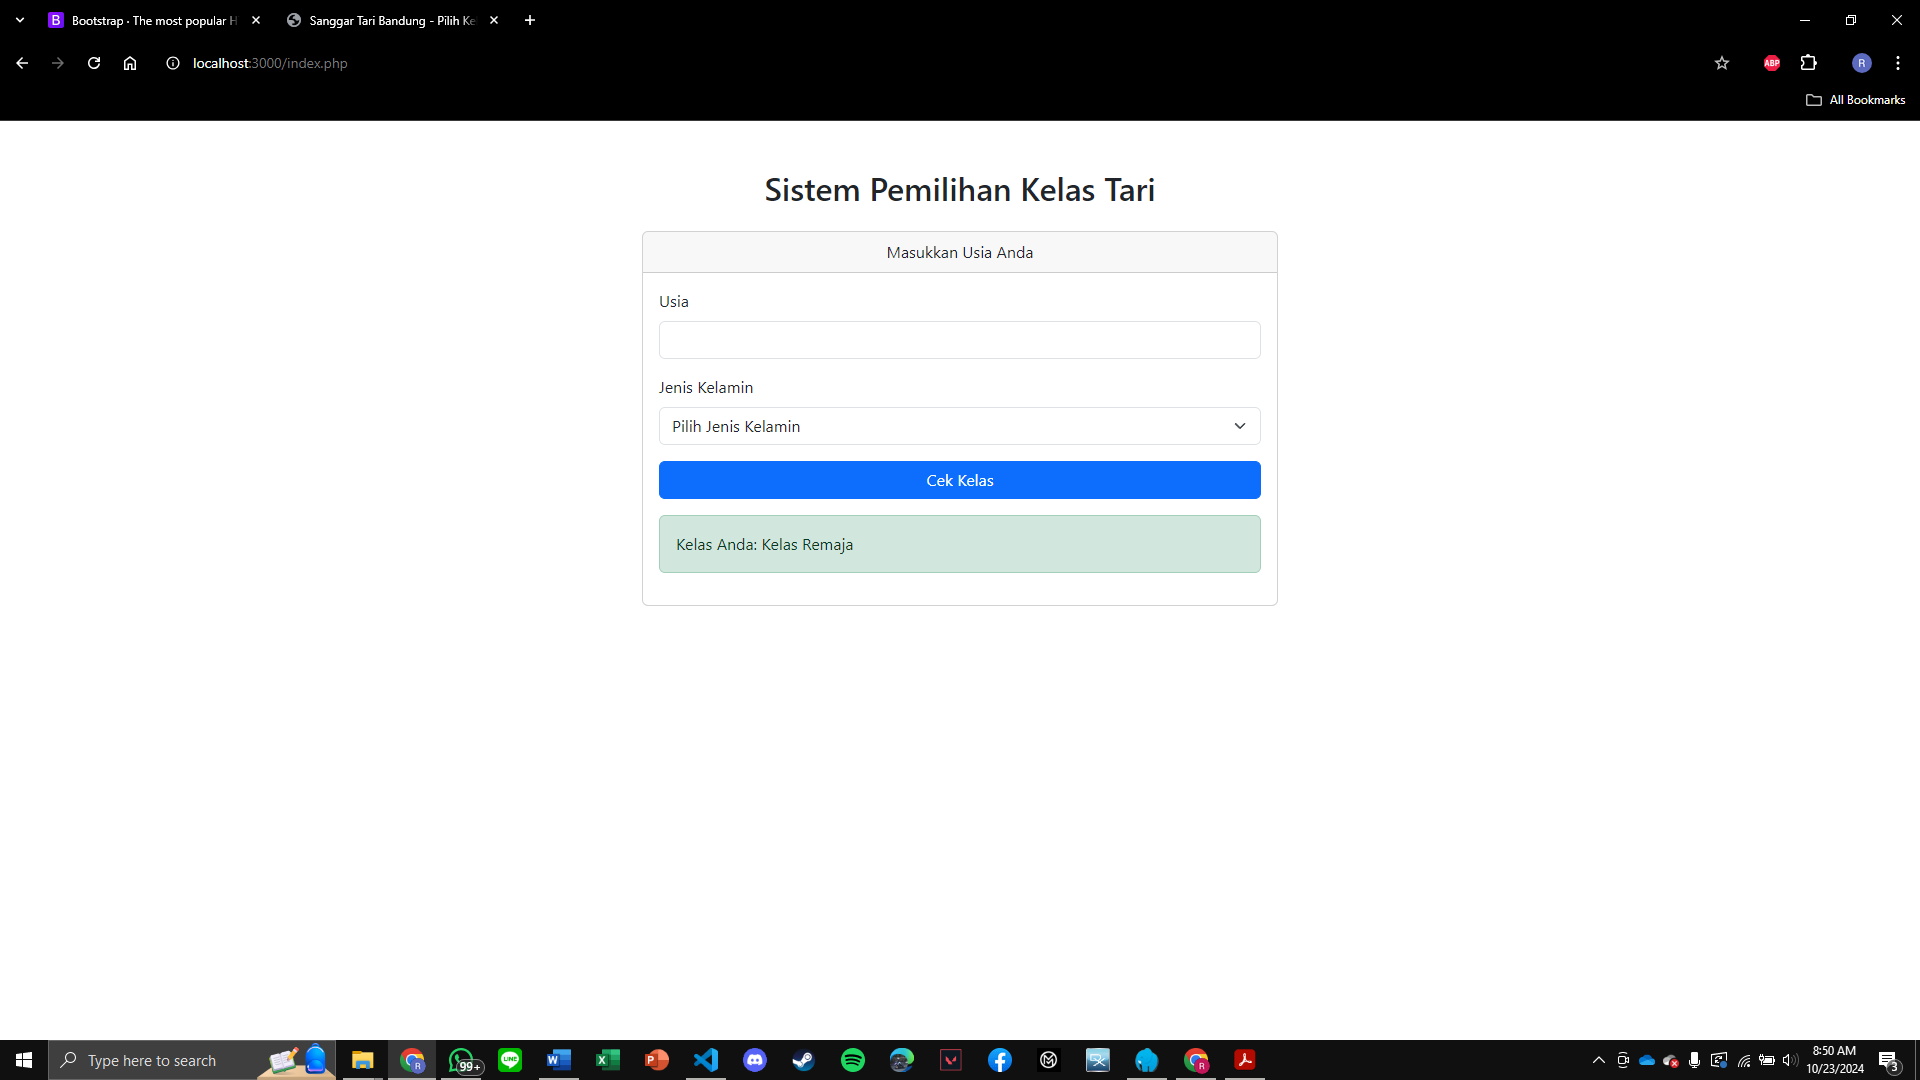 Bootstrap · The most popular H
Sanggar Tari Bandung - Pilih Ke
localhost:3000/index.php
ABP
R
All Bookmarks
Sistem Pemilihan Kelas Tari
Masukkan Usia Anda
Usia
Jenis Kelamin
Pilih Jenis Kelamin
Cek Kelas
Kelas Anda: Kelas Remaja
Type here to search
99+
8:50 AM
10/23/2024
3